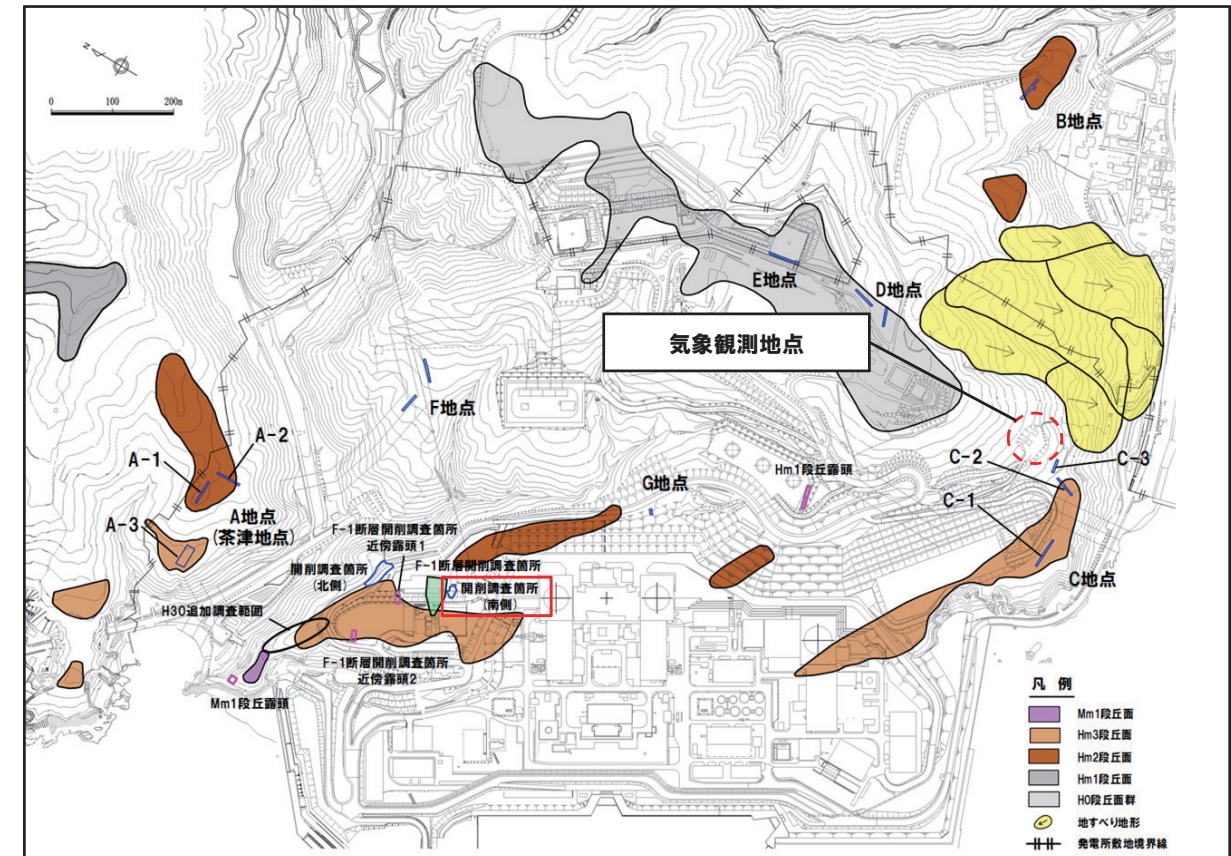 N
0 100 200m
B地点
E地点
D地点
気象観測地点
F地点
A-2
A-1
A-3
A地点
(茶津地点)
Hm1段丘露頭
G地点
C-2
C-3
C-1
C地点
F-1断層開削調査箇所
近傍露頭1
F-1断層開削調査箇所
開削調査箇所
(北側)
開削調査箇所
(南側)
H30追加調査範囲
F-1断層開削調査箇所
近傍露頭2
Mm1段丘露頭
凡 例
Mm1段丘面
Hm3段丘面
Hm2段丘面
Hm1段丘面
H0段丘面群
地すべり地形
発電所敷地境界線